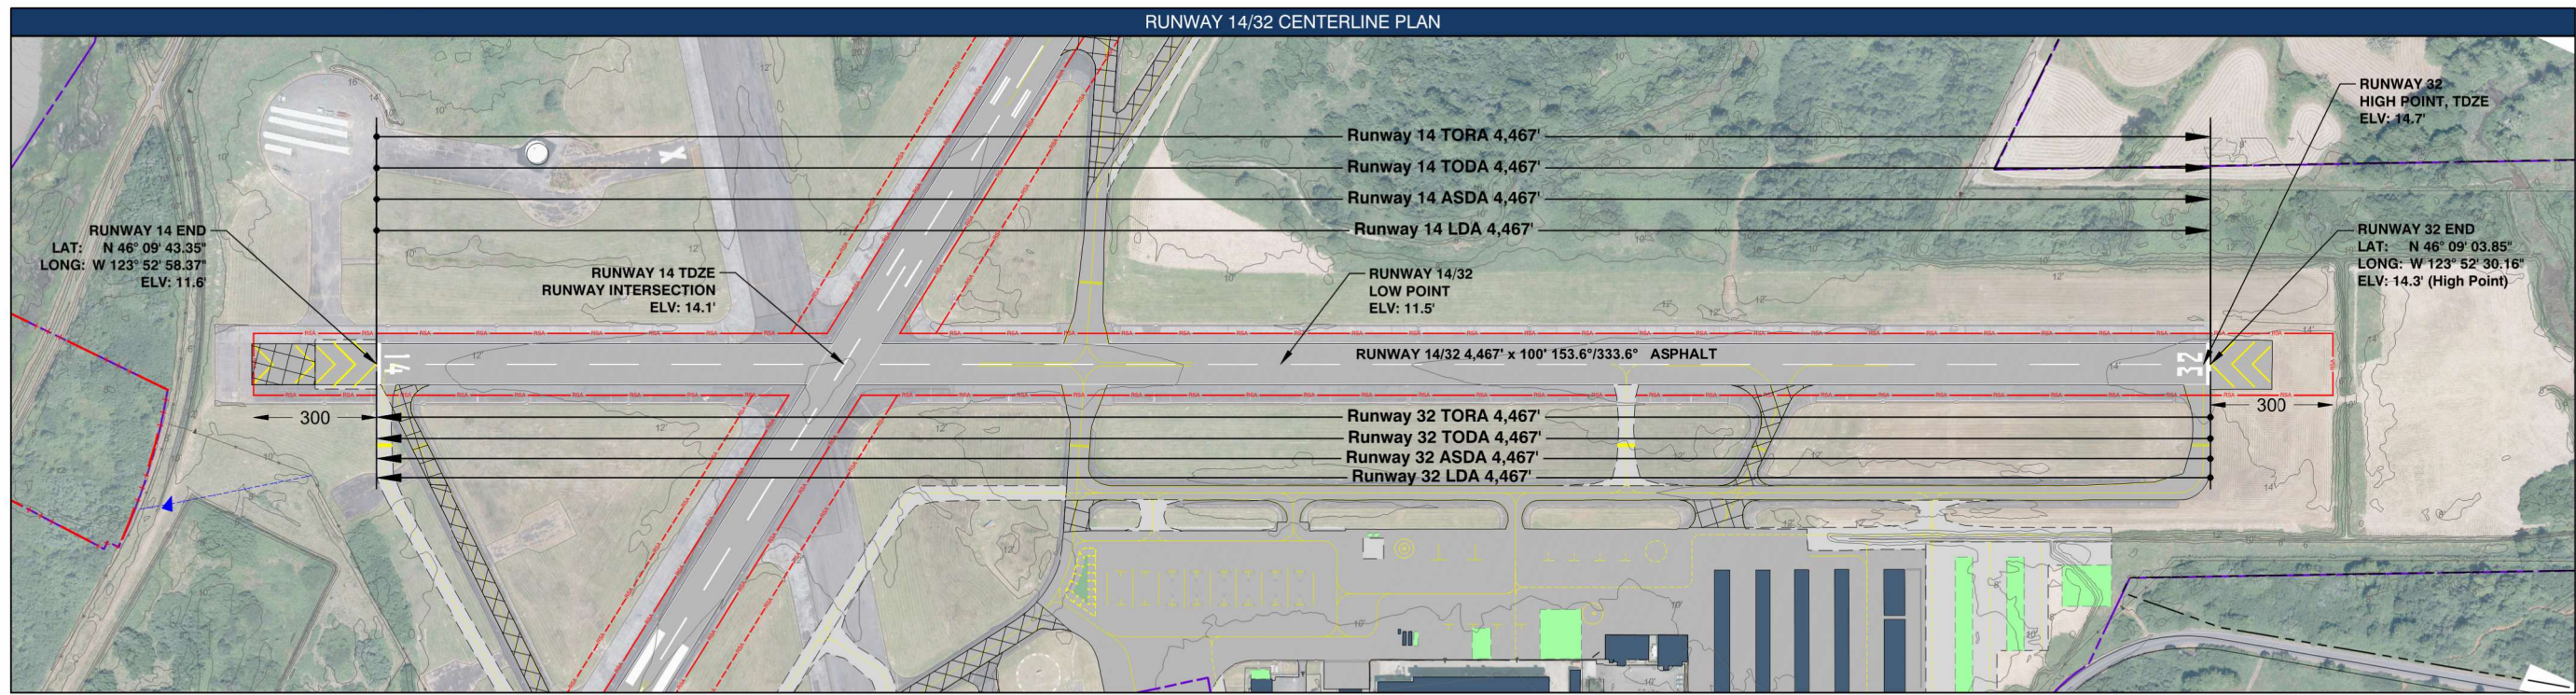 RUNWAY 14/32 CENTERLINE PLAN
RUNWAY 32
HIGH POINT, TDZE
ELV: 14.7'
Runway 14 TORA 4,467'
Runway 14 TODA 4,467'
Runway 14 ASDA 4,467'
Runway 14 LDA 4,467'
RUNWAY 14 END
LAT: N 46° 09' 43.35"
LONG: W 123° 52' 58.37"
ELV: 11.6'
RUNWAY 14 TDZE
RUNWAY INTERSECTION
ELV: 14.1'
RUNWAY 14/32
LOW POINT
ELV: 11.5'
RUNWAY 32 END
LAT: N 46° 09' 03.85"
LONG: W 123° 52' 30.16"
ELV: 14.3' (High Point)
14
RUNWAY 14/32 4,467' x 100' 153.6°/333.6° ASPHALT
32
300
300
Runway 32 TORA 4,467'
Runway 32 TODA 4,467'
Runway 32 ASDA 4,467'
Runway 32 LDA 4,467'
RSA
X
16'
14'
12'
10'